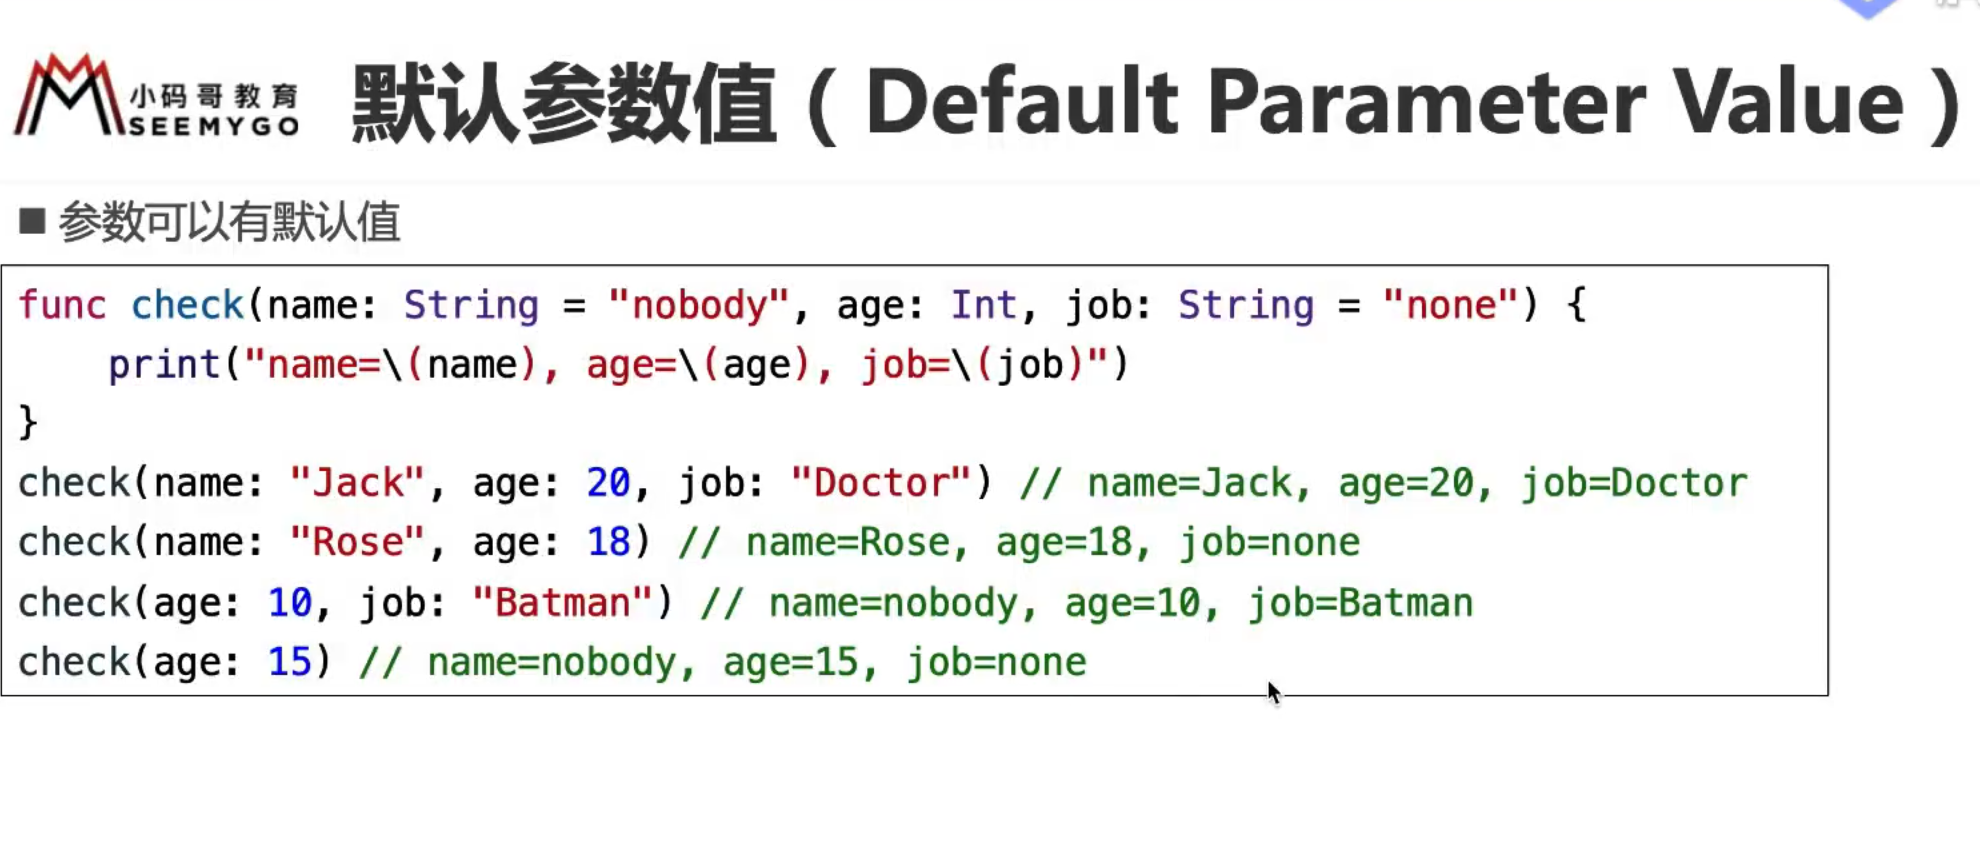 小码哥教育
SEEMYGO
默认参数值（Default Parameter Value）
■ 参数可以有默认值
func check(name: String = "nobody", age: Int, job: String = "none") {
    print("name=\(name), age=\(age), job=\(job)")
}
check(name: "Jack", age: 20, job: "Doctor") // name=Jack, age=20, job=Doctor
check(name: "Rose", age: 18) // name=Rose, age=18, job=none
check(age: 10, job: "Batman") // name=nobody, age=10, job=Batman
check(age: 15) // name=nobody, age=15, job=none